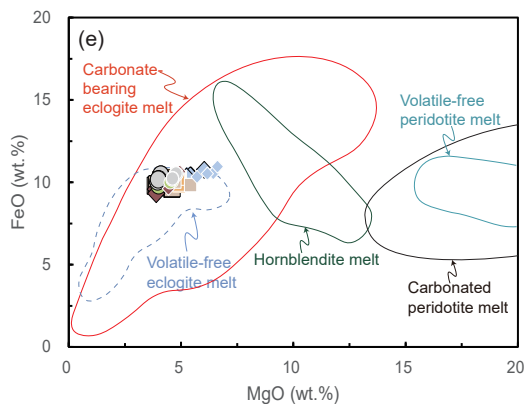 20
(e)
Carbonate-
bearing
eclogite melt
Volatile-free
peridotite melt
15
10
5
0
FeO (wt.%)
Volatile-free
eclogite melt
Hornblendite melt
Carbonated
peridotite melt
0 5 10 15 20
MgO (wt.%)